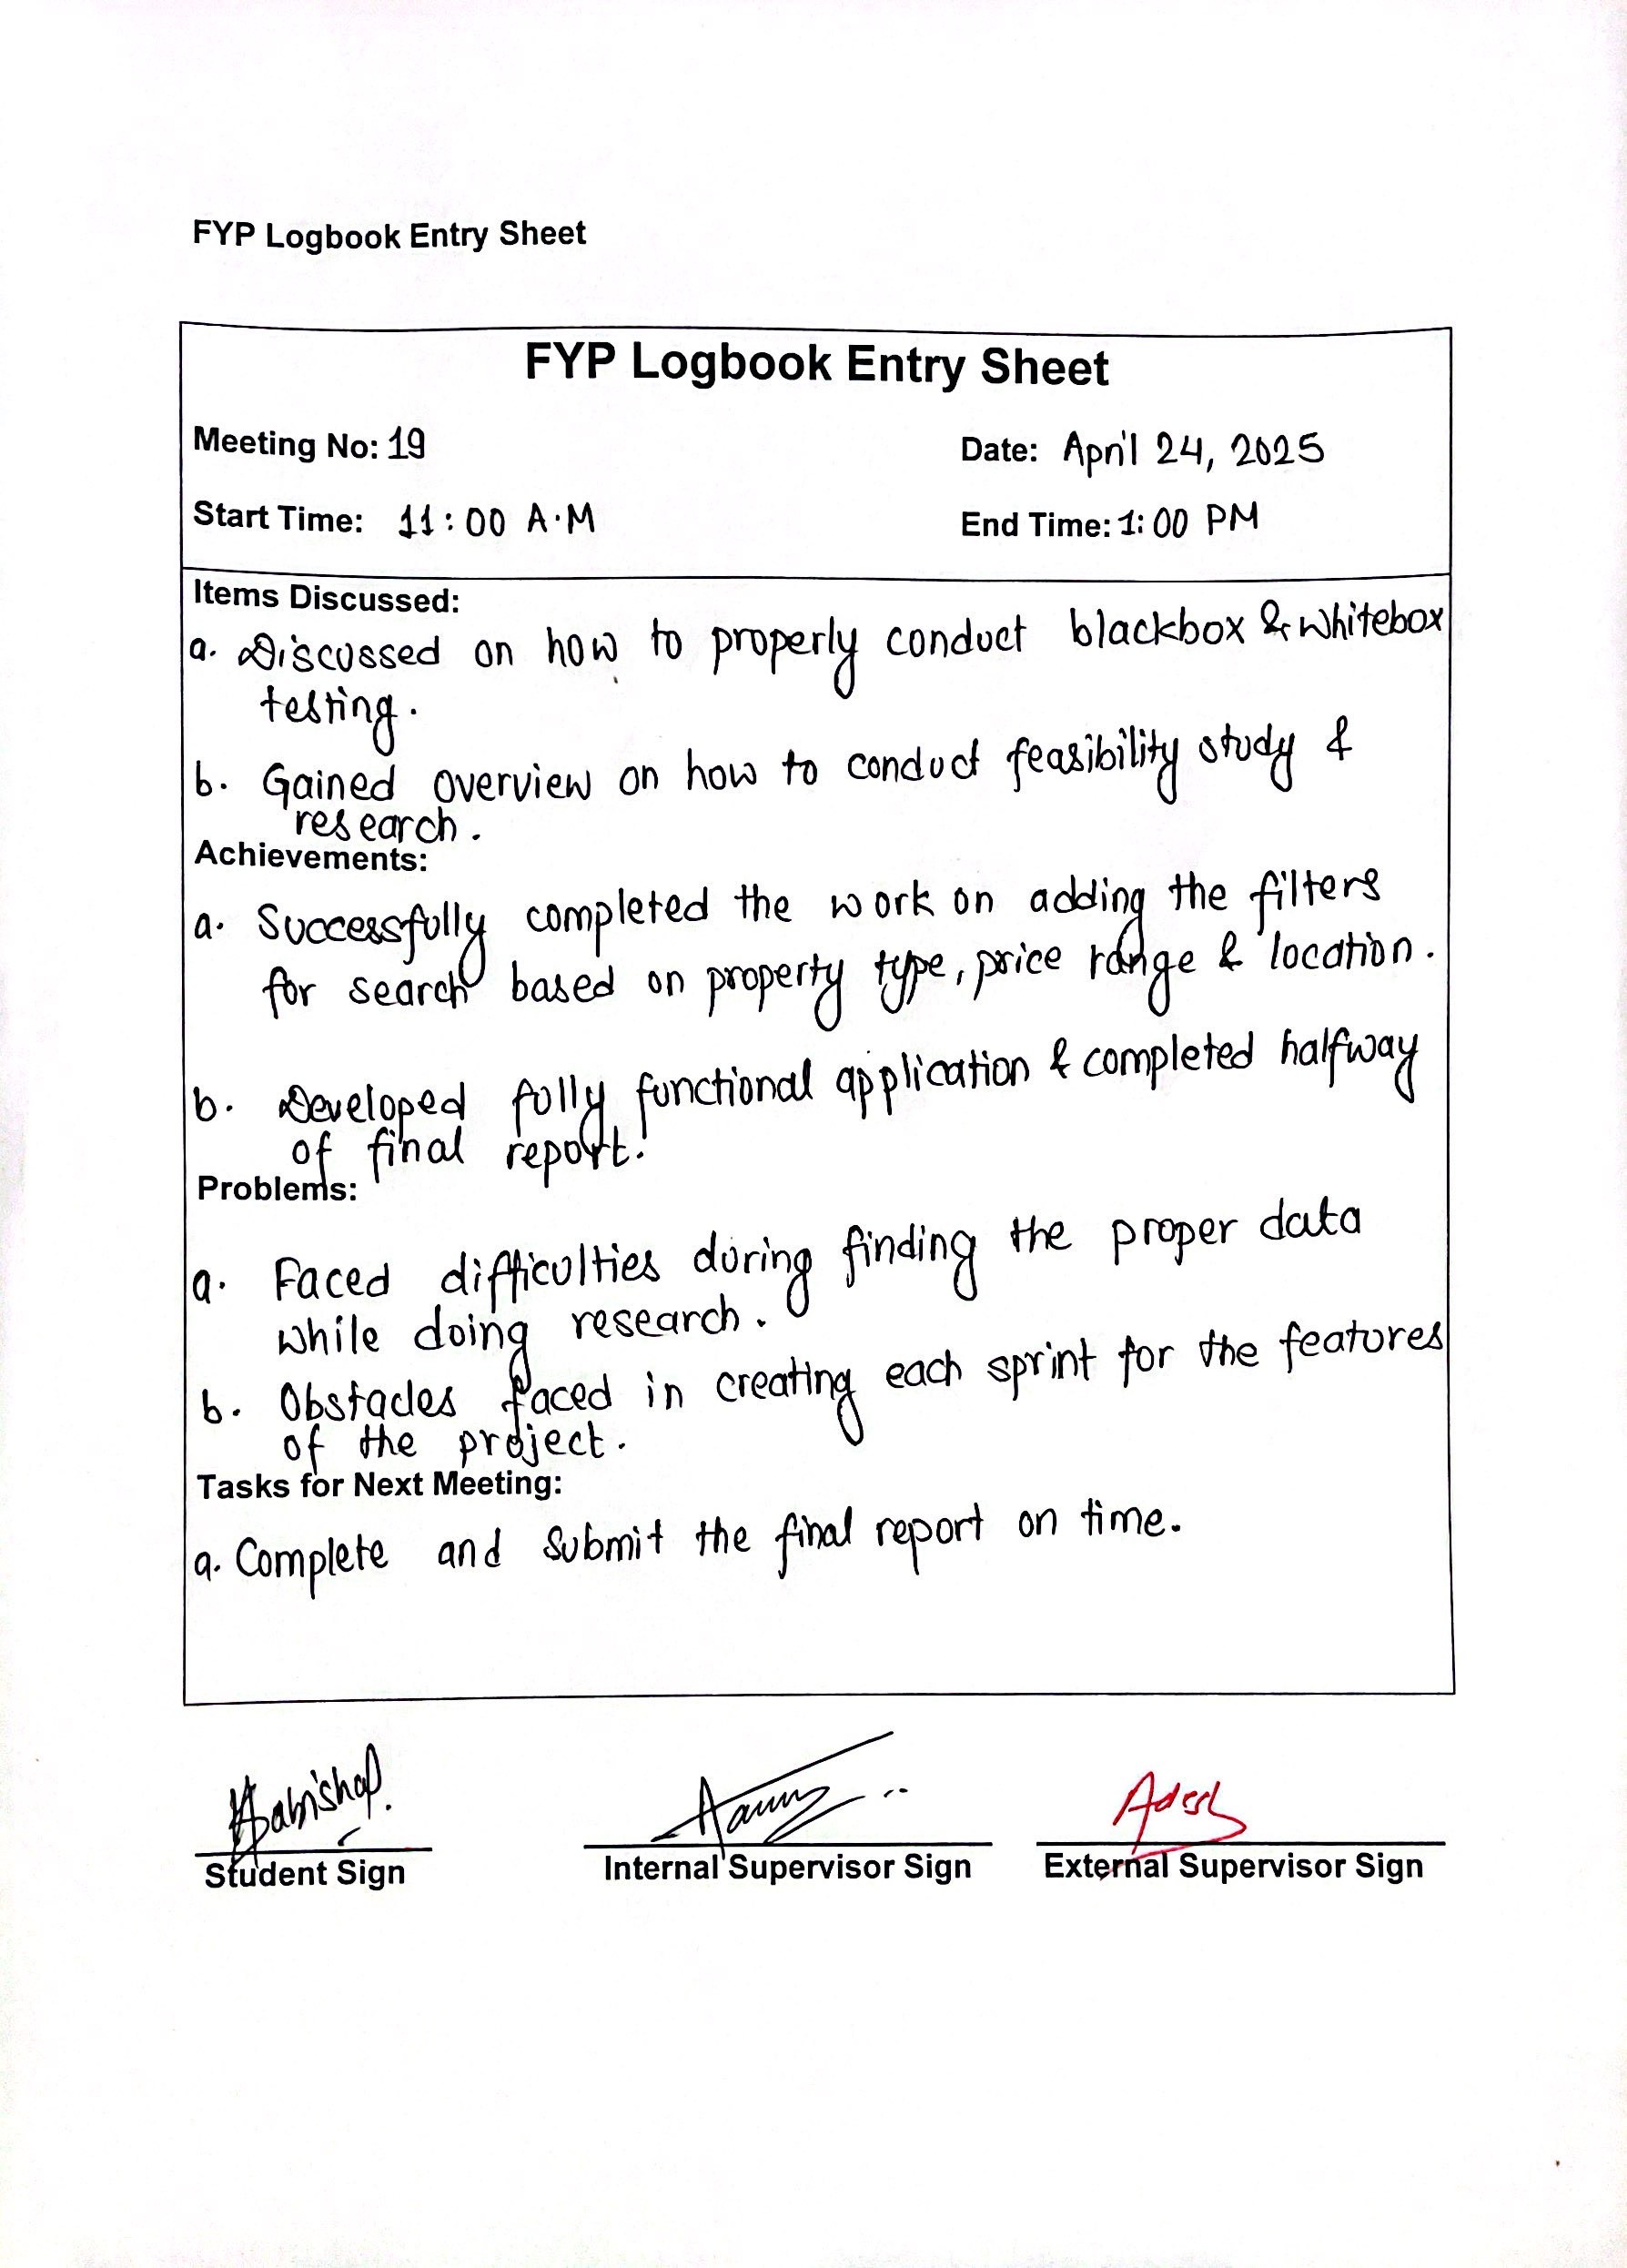 FYP Logbook Entry Sheet
FYP Logbook Entry Sheet
Meeting No: 19
Date: April 24, 2025
Start Time: 11:00 A.M
End Time: 1:00 PM
Items Discussed:
a. Discussed on how to properly conduct blackbox & whitebox
testing.
b. Gained overview on how to conduct feasibility study &
research.
Achievements:
a. Successfully completed the work on adding the filters
for search based on property type, price range & location.
b. Developed fully functional application & completed halfway
of final report.
Problems:
a. Faced difficulties during finding the proper data
while doing research.
b. Obstacles faced in creating each sprint for the features
of the project.
Tasks for Next Meeting:
a. Complete and submit the final report on time.
Student Sign
Internal Supervisor Sign
External Supervisor Sign